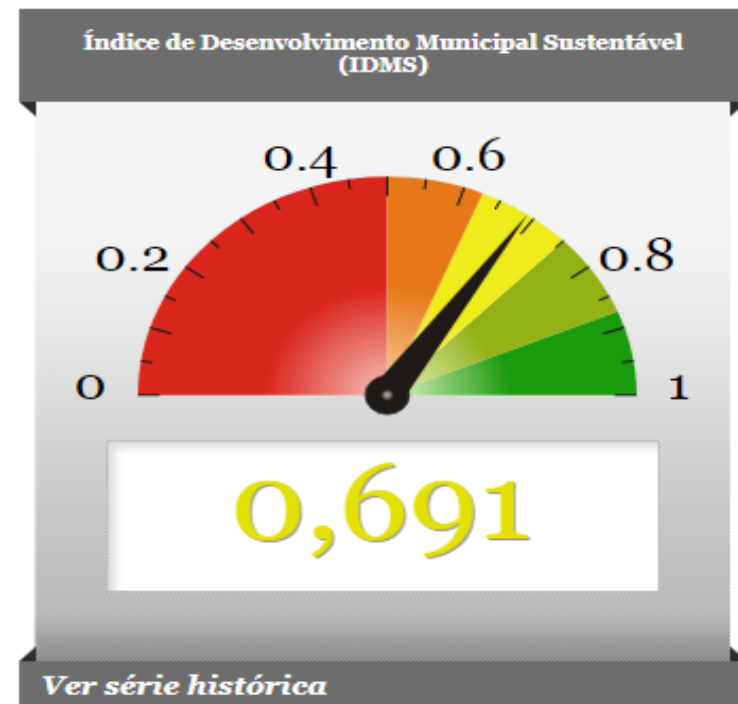 Índice de Desenvolvimento Municipal Sustentável
(IDMS)
0.4
0.6
0.2
0.8
0
1
0,691
Ver série histórica